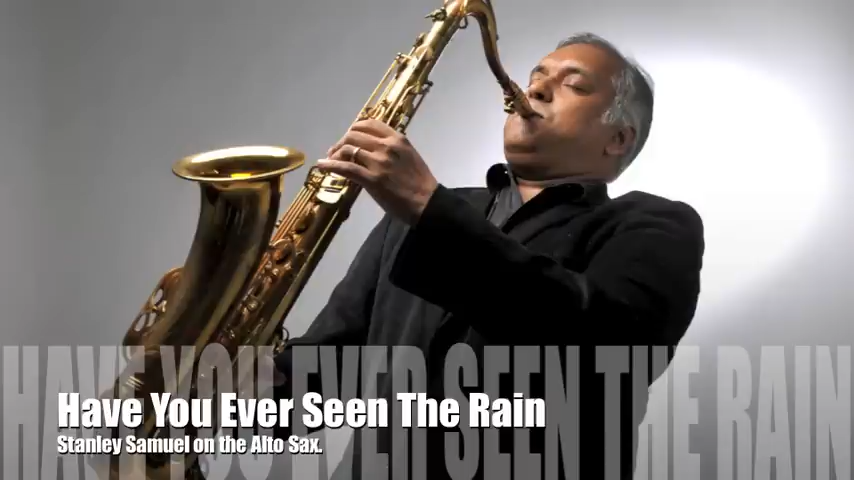 HAVE YOU EVER SEEN THE RAIN
Have You Ever Seen The Rain
Stanley Samuel on the Alto Sax.